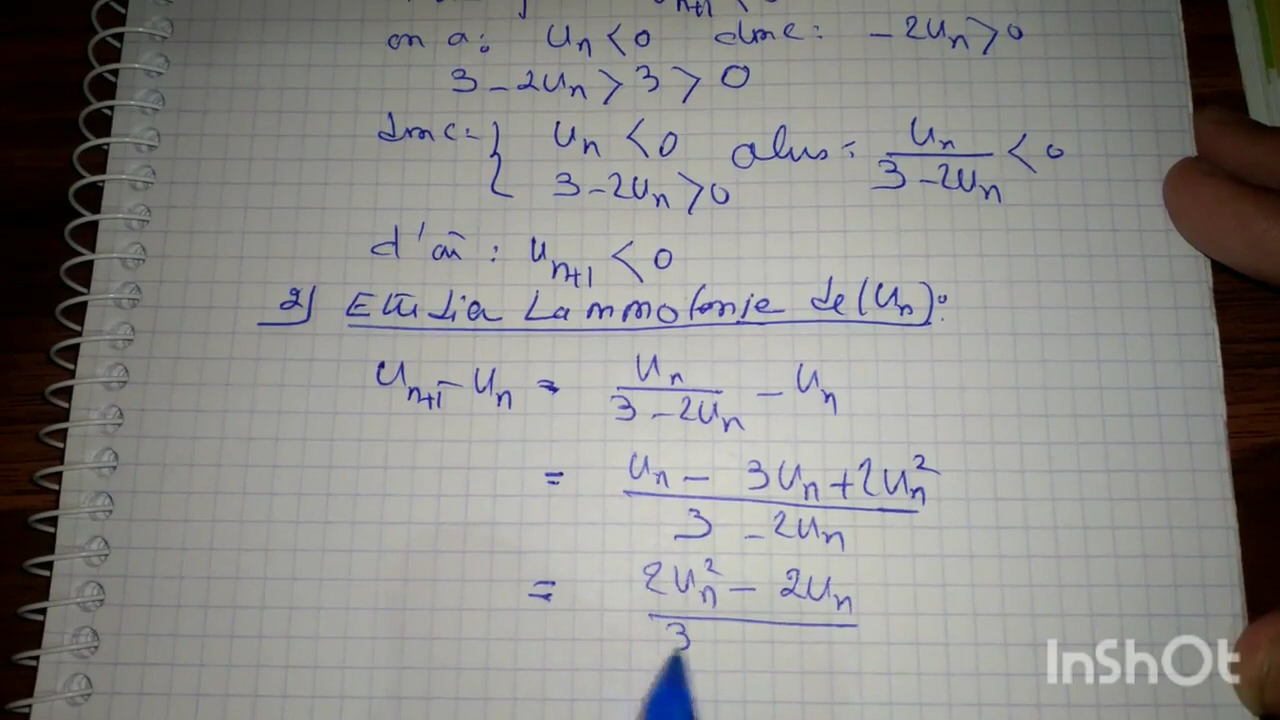 on a: Un < 0 donc: -2Un > 0
3 - 2Un > 3 > 0
donc: { Un < 0 alors: Un / (3 - 2Un) < 0
3 - 2Un > 0
d'où: Un+1 < 0
2) Etudier La monotonie de (Un):
Un+1 - Un = Un / (3 - 2Un) - Un
= (Un - 3Un + 2Un²) / (3 - 2Un)
= (2Un² - 2Un) / 3
InShOt